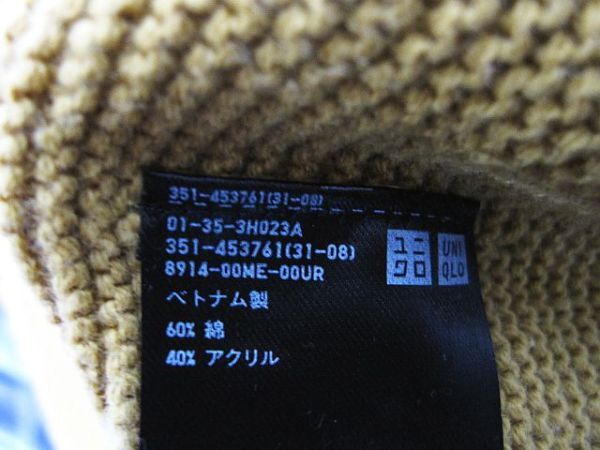 351-453761(31-08)
01-35-3H023A
351-453761(31-08)
8914-00ME-00UR
ユニクロ
UNIQLO
ベトナム製
60% 綿
40% アクリル